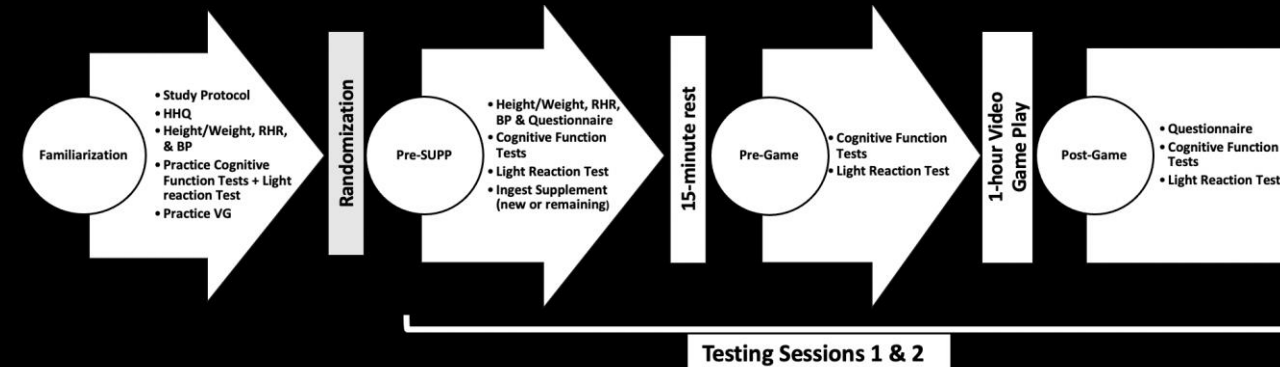 Familiarization
• Study Protocol
• HHQ
• Height/Weight, RHR,
& BP
• Practice Cognitive
Function Tests + Light
reaction Test
• Practice VG
Randomization
Pre-SUPP
• Height/Weight, RHR,
BP & Questionnaire
• Cognitive Function
Tests
• Light Reaction Test
• Ingest Supplement
(new or remaining)
15-minute rest
Pre-Game
• Cognitive Function
Tests
• Light Reaction Test
1-hour Video
Game Play
Post-Game
• Questionnaire
• Cognitive Function
Tests
• Light Reaction Test
Testing Sessions 1 & 2